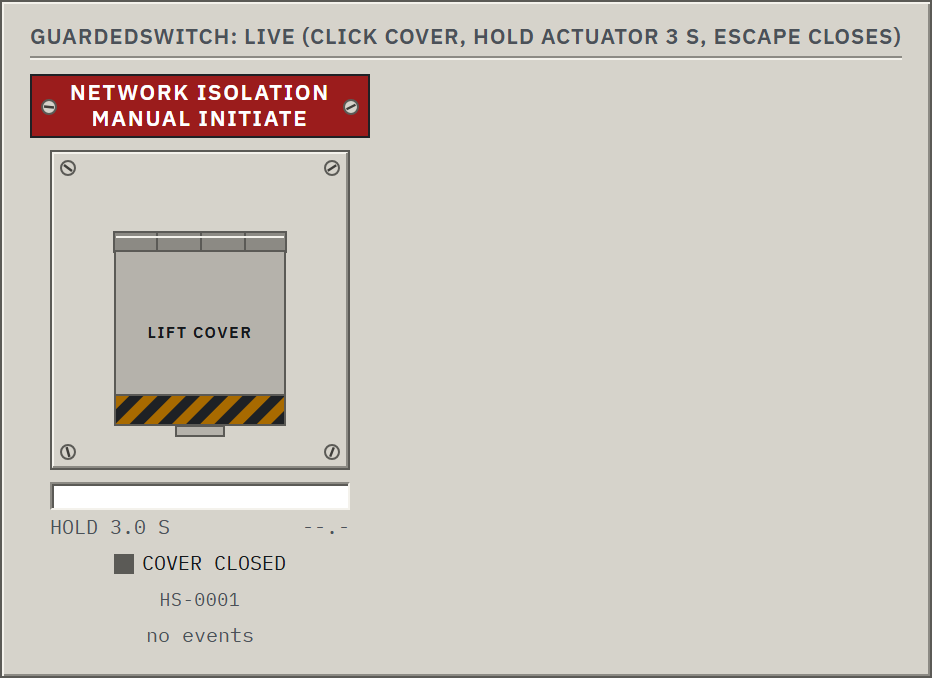 GUARDEDSWITCH: LIVE (CLICK COVER, HOLD ACTUATOR 3 S, ESCAPE CLOSES)
NETWORK ISOLATION
MANUAL INITIATE
LIFT COVER
HOLD 3.0 S --.-
COVER CLOSED
HS-0001
no events